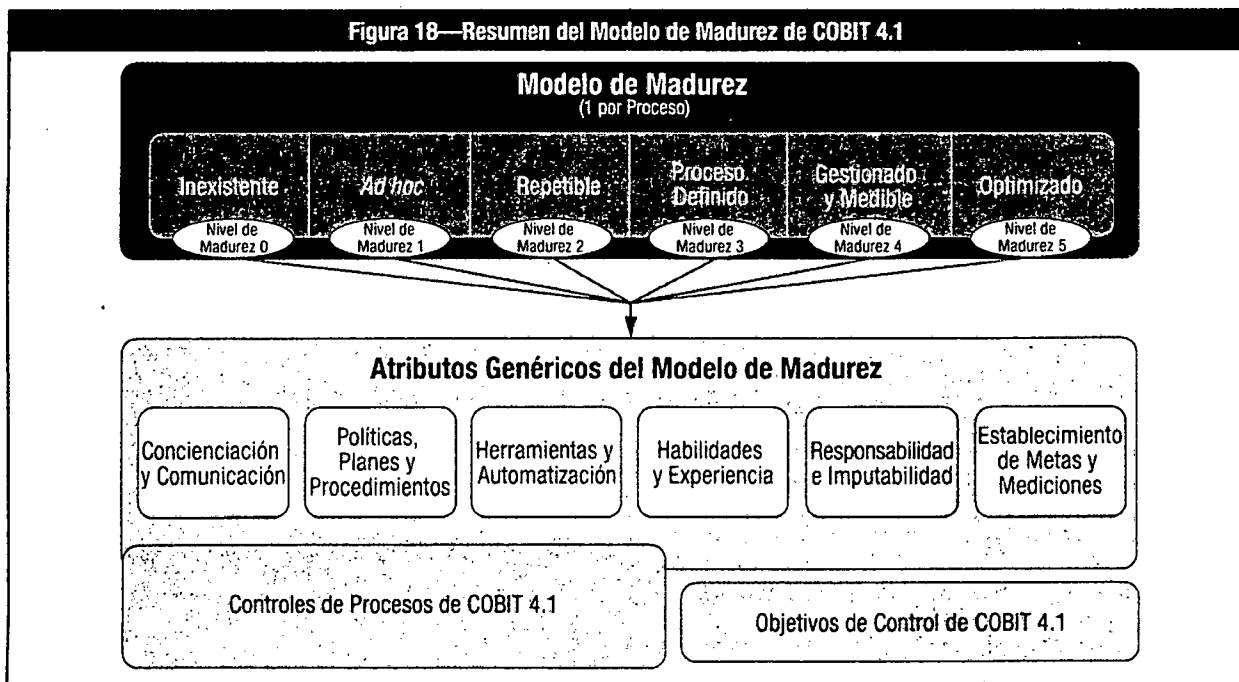 Figura 18—Resumen del Modelo de Madurez de COBIT 4.1
Modelo de Madurez
(1 por Proceso)
Inexistente
Ad hoc
Repetible
Proceso
Definido
Gestionado
y Medible
Optimizado
Nivel de
Madurez 0
Nivel de
Madurez 1
Nivel de
Madurez 2
Nivel de
Madurez 3
Nivel de
Madurez 4
Nivel de
Madurez 5
Atributos Genéricos del Modelo de Madurez
Concienciación
y Comunicación
Políticas,
Planes y
Procedimientos
Herramientas y
Automatización
Habilidades
y Experiencia
Responsabilidad
e Imputabilidad
Establecimiento
de Metas y
Mediciones
Controles de Procesos de COBIT 4.1
Objetivos de Control de COBIT 4.1